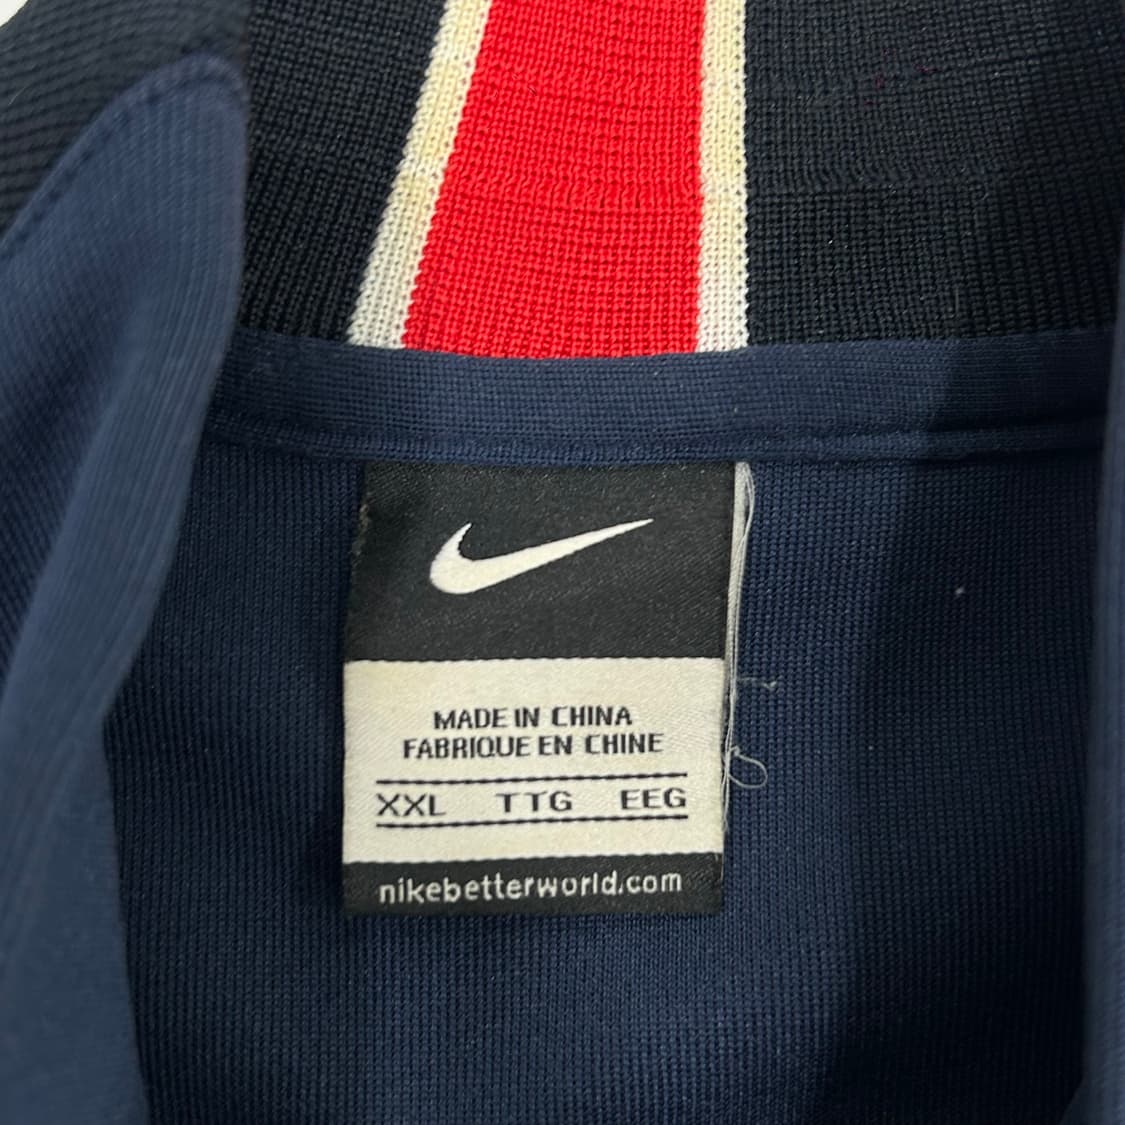 MADE IN CHINA
FABRIQUE EN CHINE
XXL TTG EEG
nikebetterworld.com